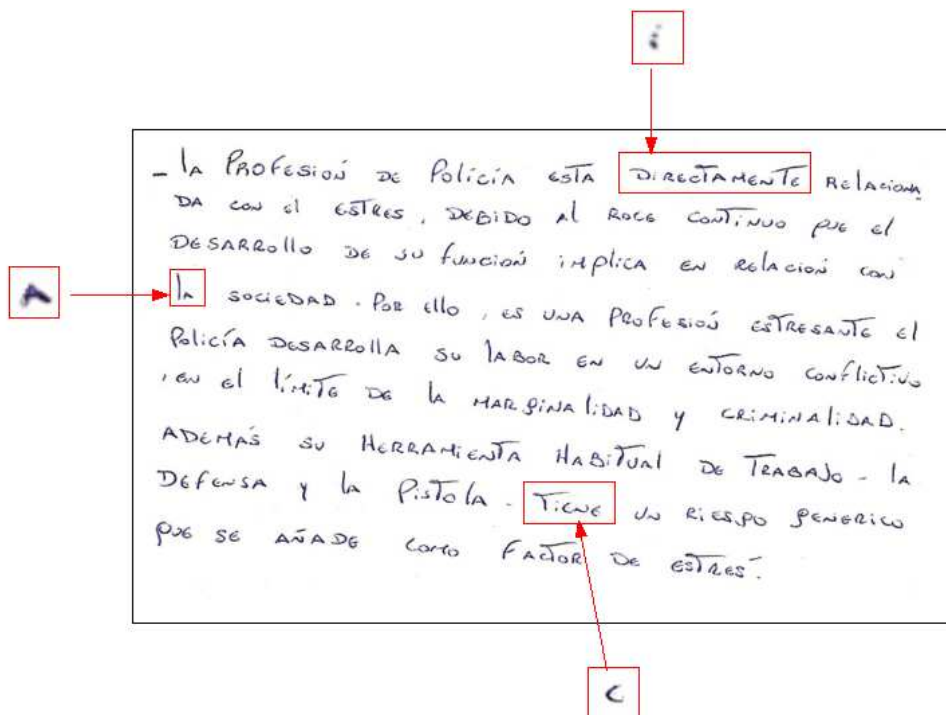 i
- lA PROFESIÓN DE POLICÍA ESTA DIRECTAMENTE RELACIONA
DA CON El ESTRES, DEBIDO Al ROCE CONTINUO QUE El
DESARROllO DE SU FUNCIÓN IMPLICA EN RELACIÓN CON
lA SOCIEDAD. POR EllO, ES UNA PROFESIÓN ESTRESANTE El
POLICÍA DESARROLLA SU LABOR EN UN ENTORNO CONFLICTIVO
, EN El LÍMITE DE LA MARGINALIDAD Y CRIMINALIDAD.
ADEMÁS SU HERRAMIENTA HABITUAL DE TRABAJO - LA
DEFENSA Y LA PISTOLA - TIENE UN RIESGO GENERICO
QUE SE AÑADE COMO FACTOR DE ESTRES.
A
c